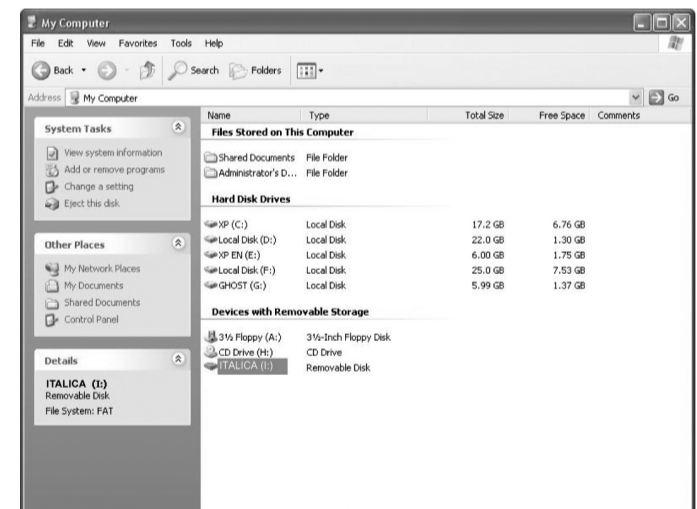 My Computer
File Edit View Favorites Tools Help
Back Search Folders
Address My Computer Go
System Tasks
View system information
Add or remove programs
Change a setting
Eject this disk
Other Places
My Network Places
My Documents
Shared Documents
Control Panel
Details
ITALICA (I:)
Removable Disk
File System: FAT
Name Type Total Size Free Space Comments
Files Stored on This Computer
Shared Documents File Folder
Administrator's D... File Folder
Hard Disk Drives
XP (C:) Local Disk 17.2 GB 6.76 GB
Local Disk (D:) Local Disk 22.0 GB 1.30 GB
XP EN (E:) Local Disk 6.00 GB 1.75 GB
Local Disk (F:) Local Disk 25.0 GB 7.53 GB
GHOST (G:) Local Disk 5.99 GB 1.37 GB
Devices with Removable Storage
3½ Floppy (A:) 3½-Inch Floppy Disk
CD Drive (H:) CD Drive
ITALICA (I:) Removable Disk